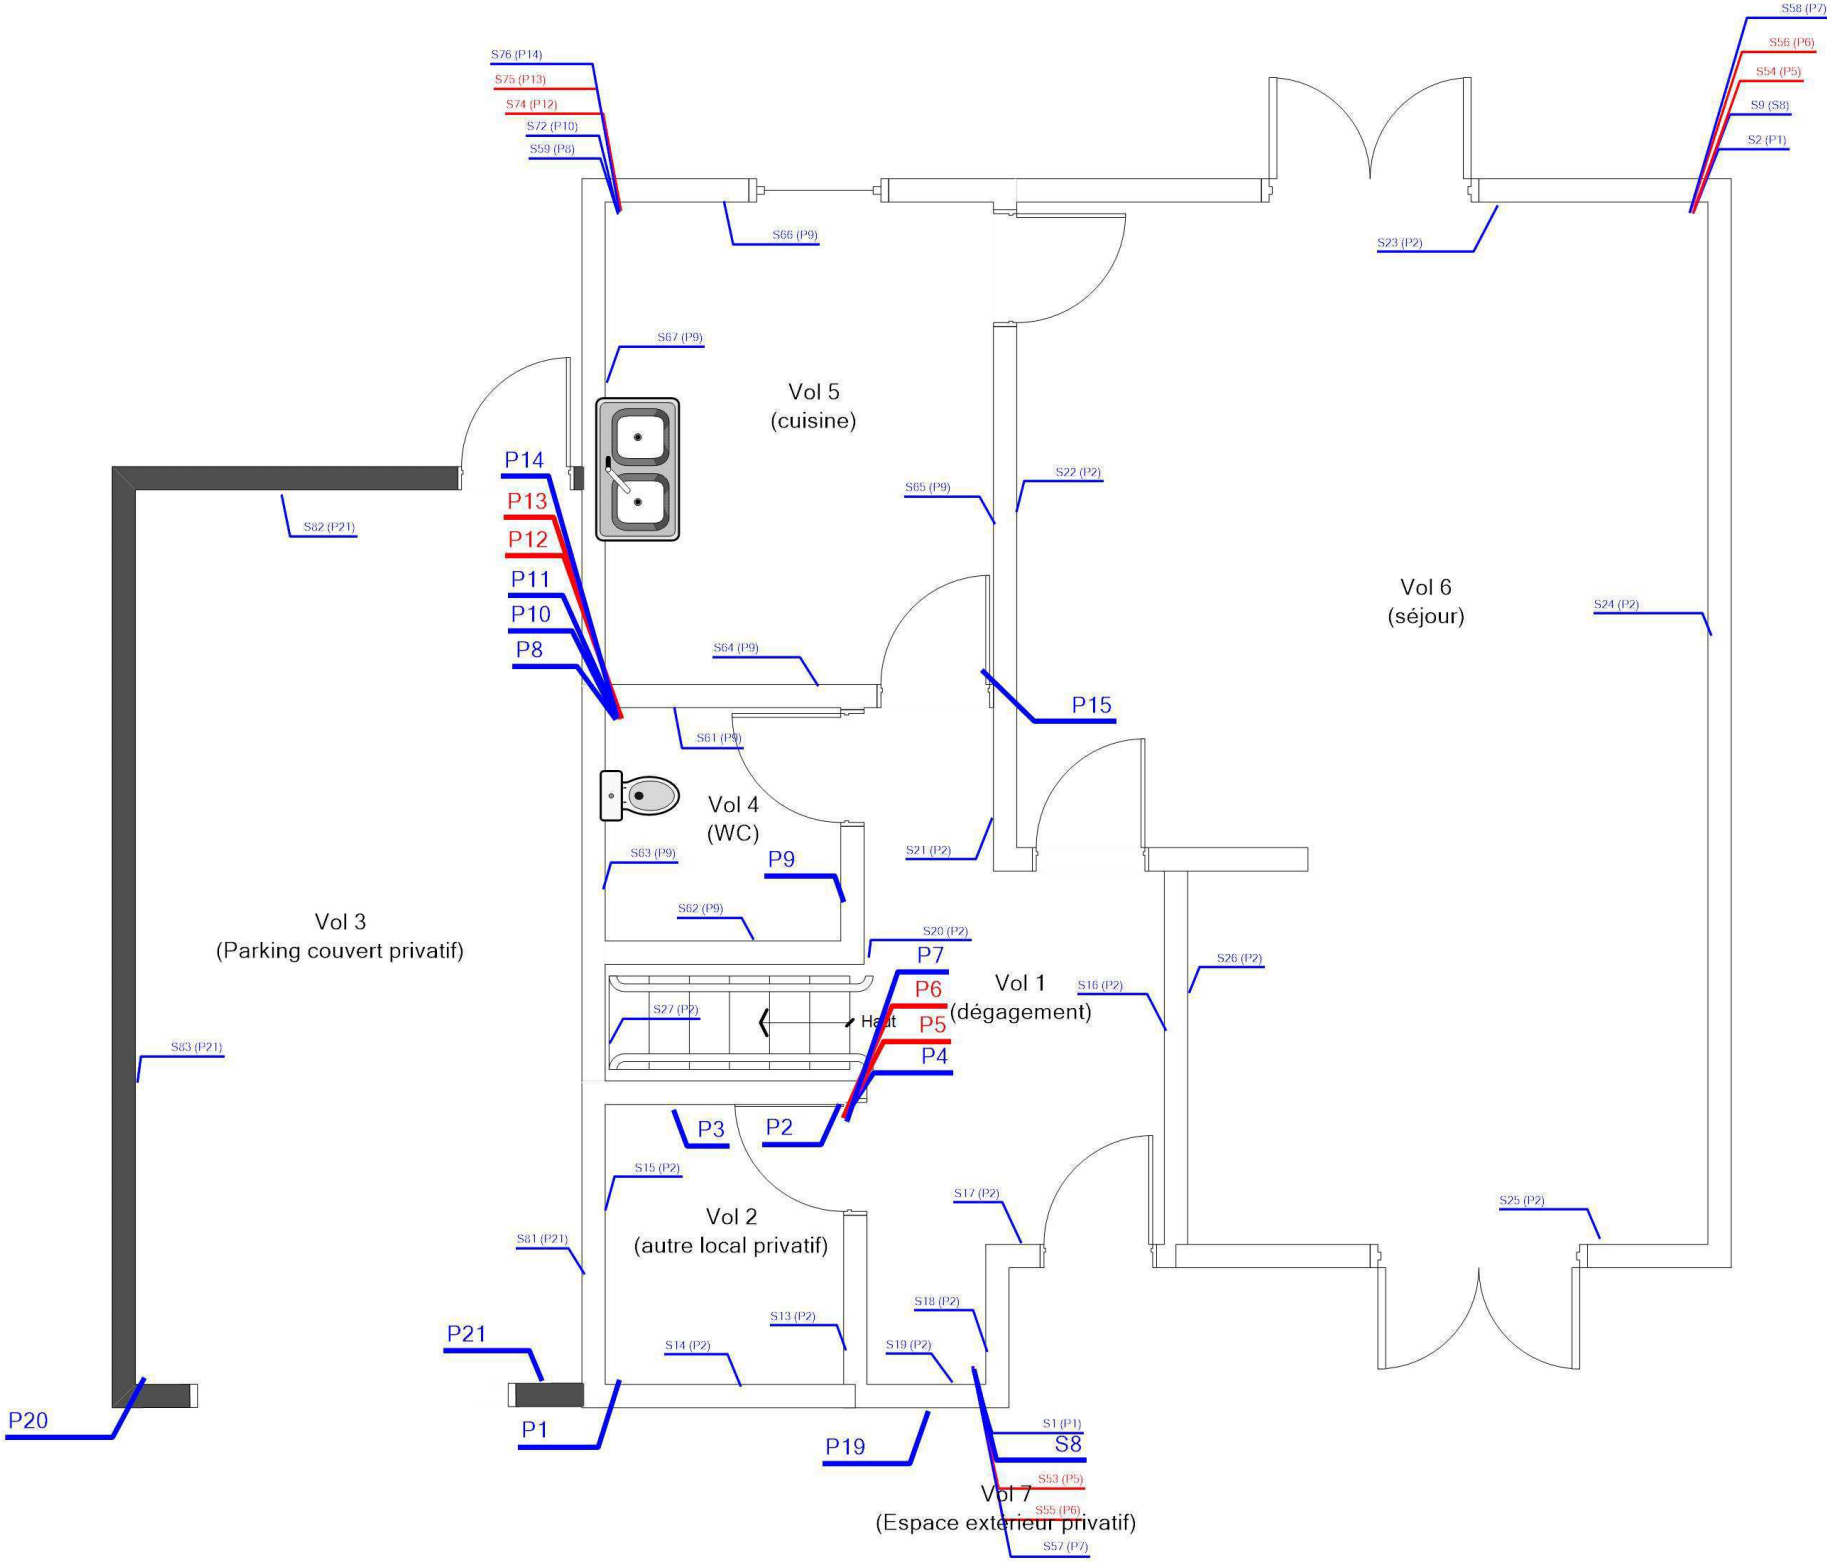 S58 (P7)
S56 (P6)
S54 (P5)
S9 (S8)
S2 (P1)
S76 (P14)
S75 (P13)
S74 (P12)
S72 (P10)
S59 (P8)
S66 (P9)
S23 (P2)
S67 (P9)
Vol 5
(cuisine)
P14
P13
P12
P11
P10
P8
S82 (P21)
S65 (P9)
S22 (P2)
Vol 6
(séjour)
S24 (P2)
S64 (P9)
P15
S61 (P9)
Vol 4
(WC)
S63 (P9)
P9
S21 (P2)
S62 (P9)
Vol 3
(Parking couvert privatif)
S20 (P2)
P7
P6
P5
P4
Vol 1
(dégagement)
S16 (P2)
S26 (P2)
S27 (P2)
Haut
S83 (P21)
P3
P2
S15 (P2)
Vol 2
(autre local privatif)
S17 (P2)
S25 (P2)
S81 (P21)
S18 (P2)
S13 (P2)
S14 (P2)
S19 (P2)
P21
P20
P1
P19
S1 (P1)
S8
S53 (P5)
Vol 7
S55 (P6)
(Espace extérieur privatif)
S57 (P7)